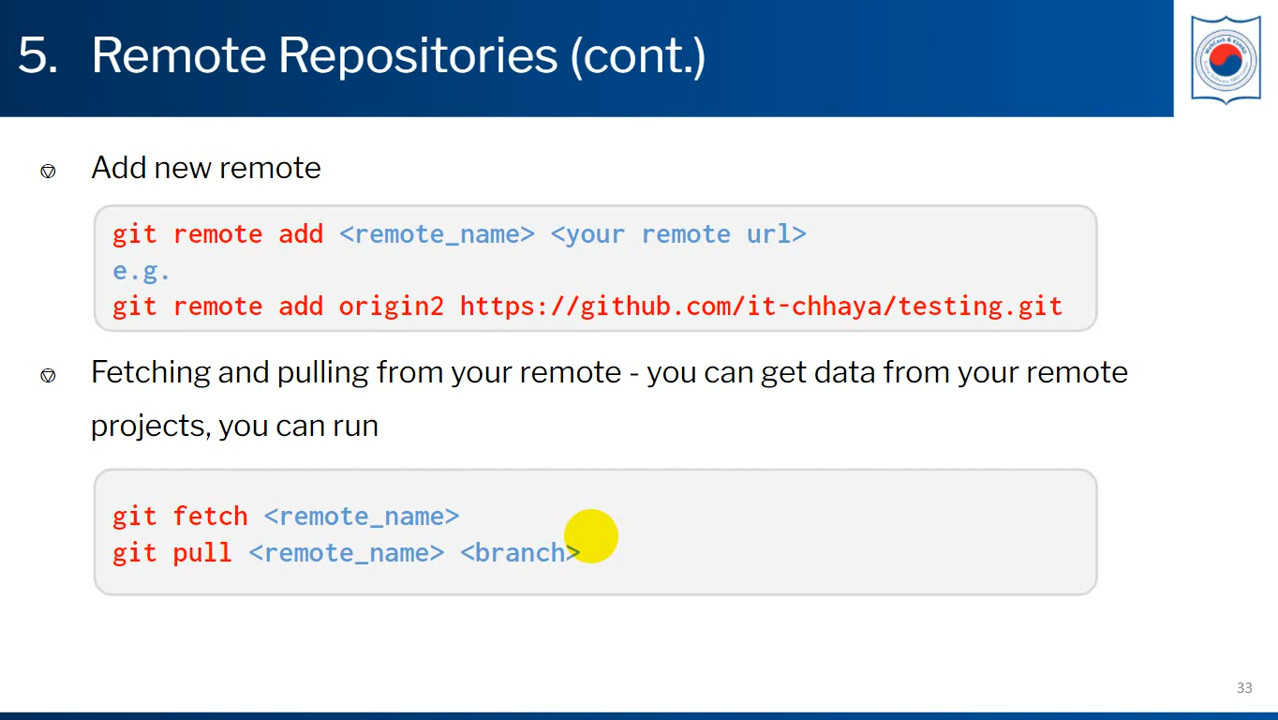 5. Remote Repositories (cont.)
Add new remote
git remote add <remote_name> <your remote url>
e.g.
git remote add origin2 https://github.com/it-chhaya/testing.git
Fetching and pulling from your remote - you can get data from your remote
projects, you can run
git fetch <remote_name>
git pull <remote_name> <branch>
33